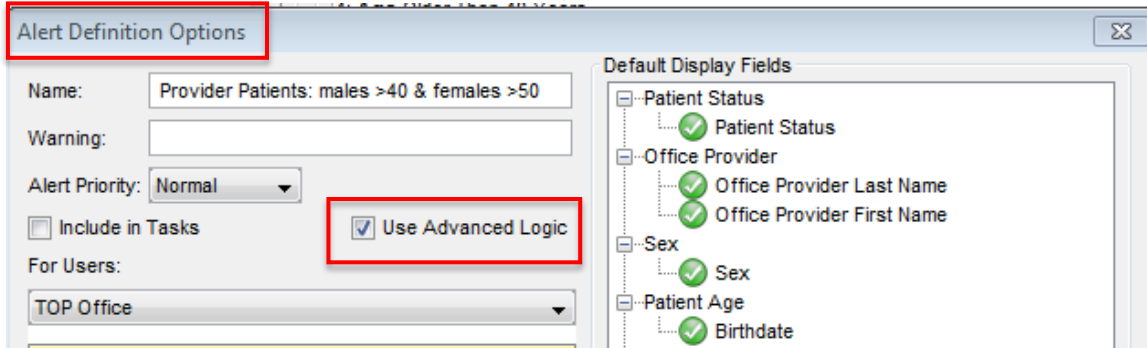 Alert Definition Options
Name: Provider Patients: males >40 & females >50
Warning:
Alert Priority: Normal
Include in Tasks
Use Advanced Logic
For Users:
TOP Office
Default Display Fields
Patient Status
Patient Status
Office Provider
Office Provider Last Name
Office Provider First Name
Sex
Sex
Patient Age
Birthdate